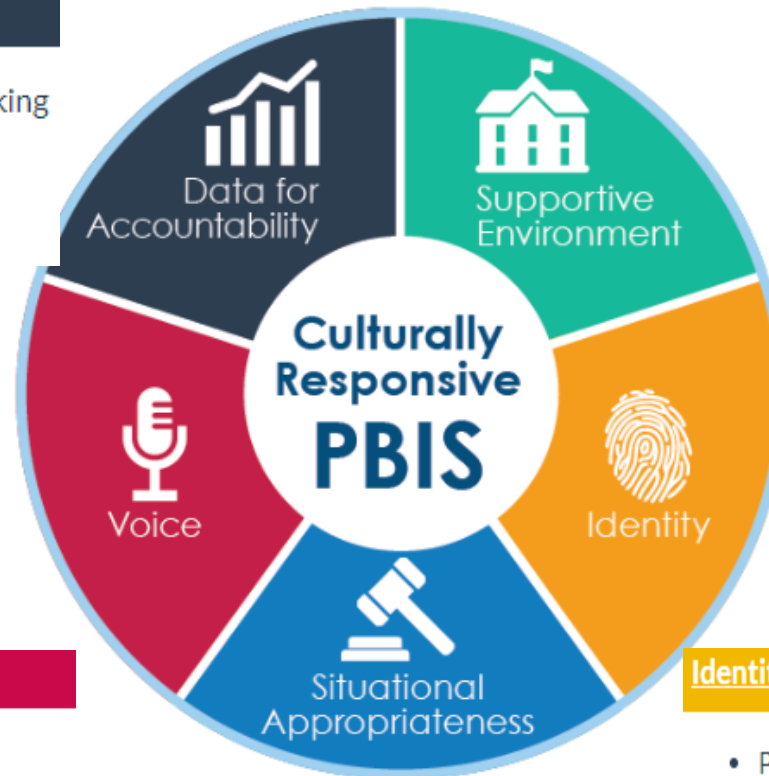 Data for
Accountability
Supportive
Environment
Culturally
Responsive
PBIS
Voice
Identity
Situational
Appropriateness